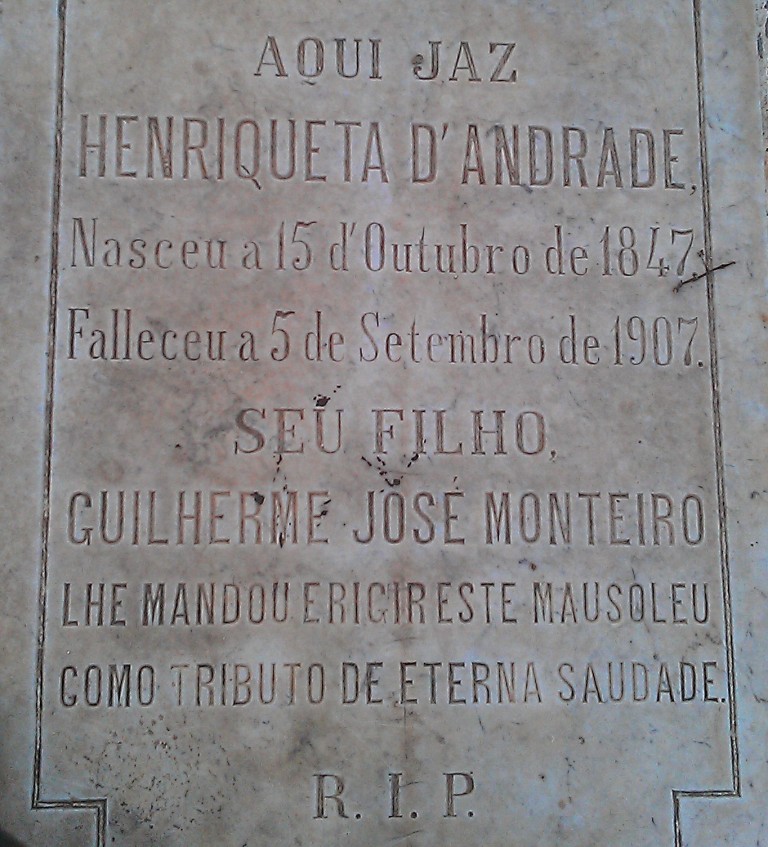 AQUI JAZ
HENRIQUETA D'ANDRADE,
Nasceu a 15 d'Outubro de 1847.
Falleceu a 5 de Setembro de 1907.
SEU FILHO,
GUILHERME JOSÉ MONTEIRO
LHE MANDOU ERIGIR ESTE MAUSOLEU
COMO TRIBUTO DE ETERNA SAUDADE.
R. I. P.